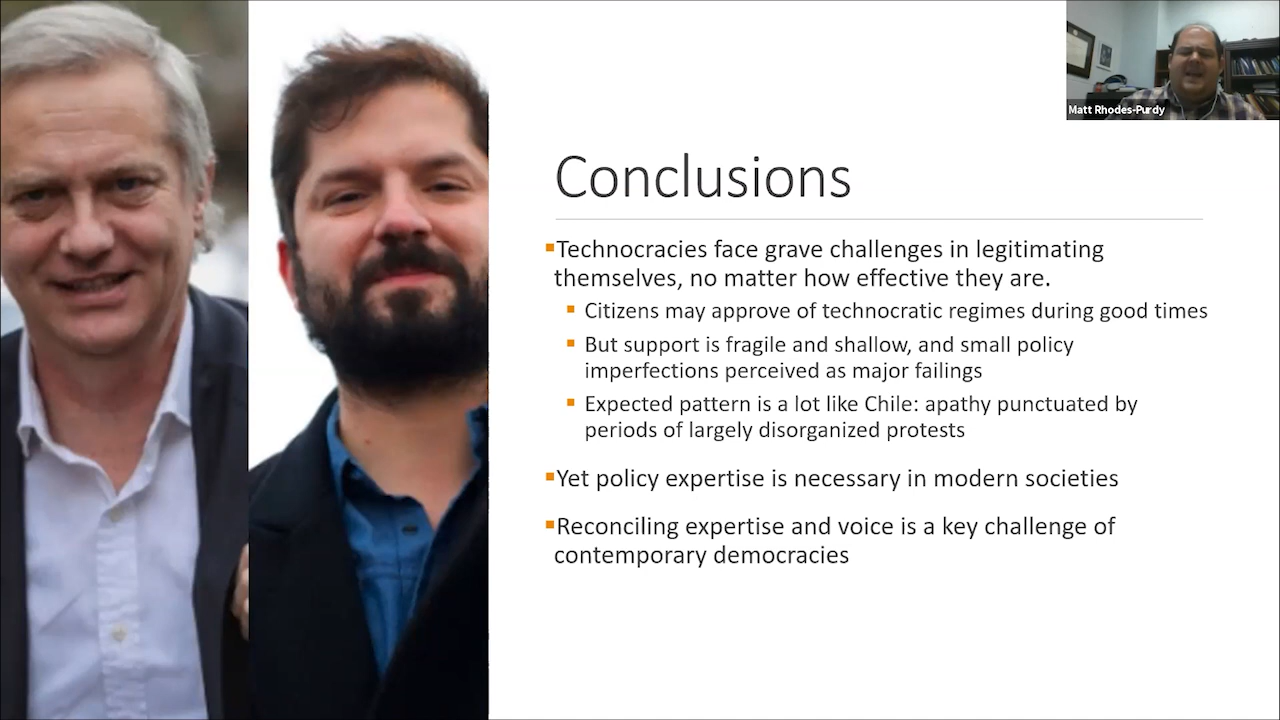 Matt Rhodes-Purdy
Conclusions
Technocracies face grave challenges in legitimating
themselves, no matter how effective they are.
Citizens may approve of technocratic regimes during good times
But support is fragile and shallow, and small policy
imperfections perceived as major failings
Expected pattern is a lot like Chile: apathy punctuated by
periods of largely disorganized protests
Yet policy expertise is necessary in modern societies
Reconciling expertise and voice is a key challenge of
contemporary democracies